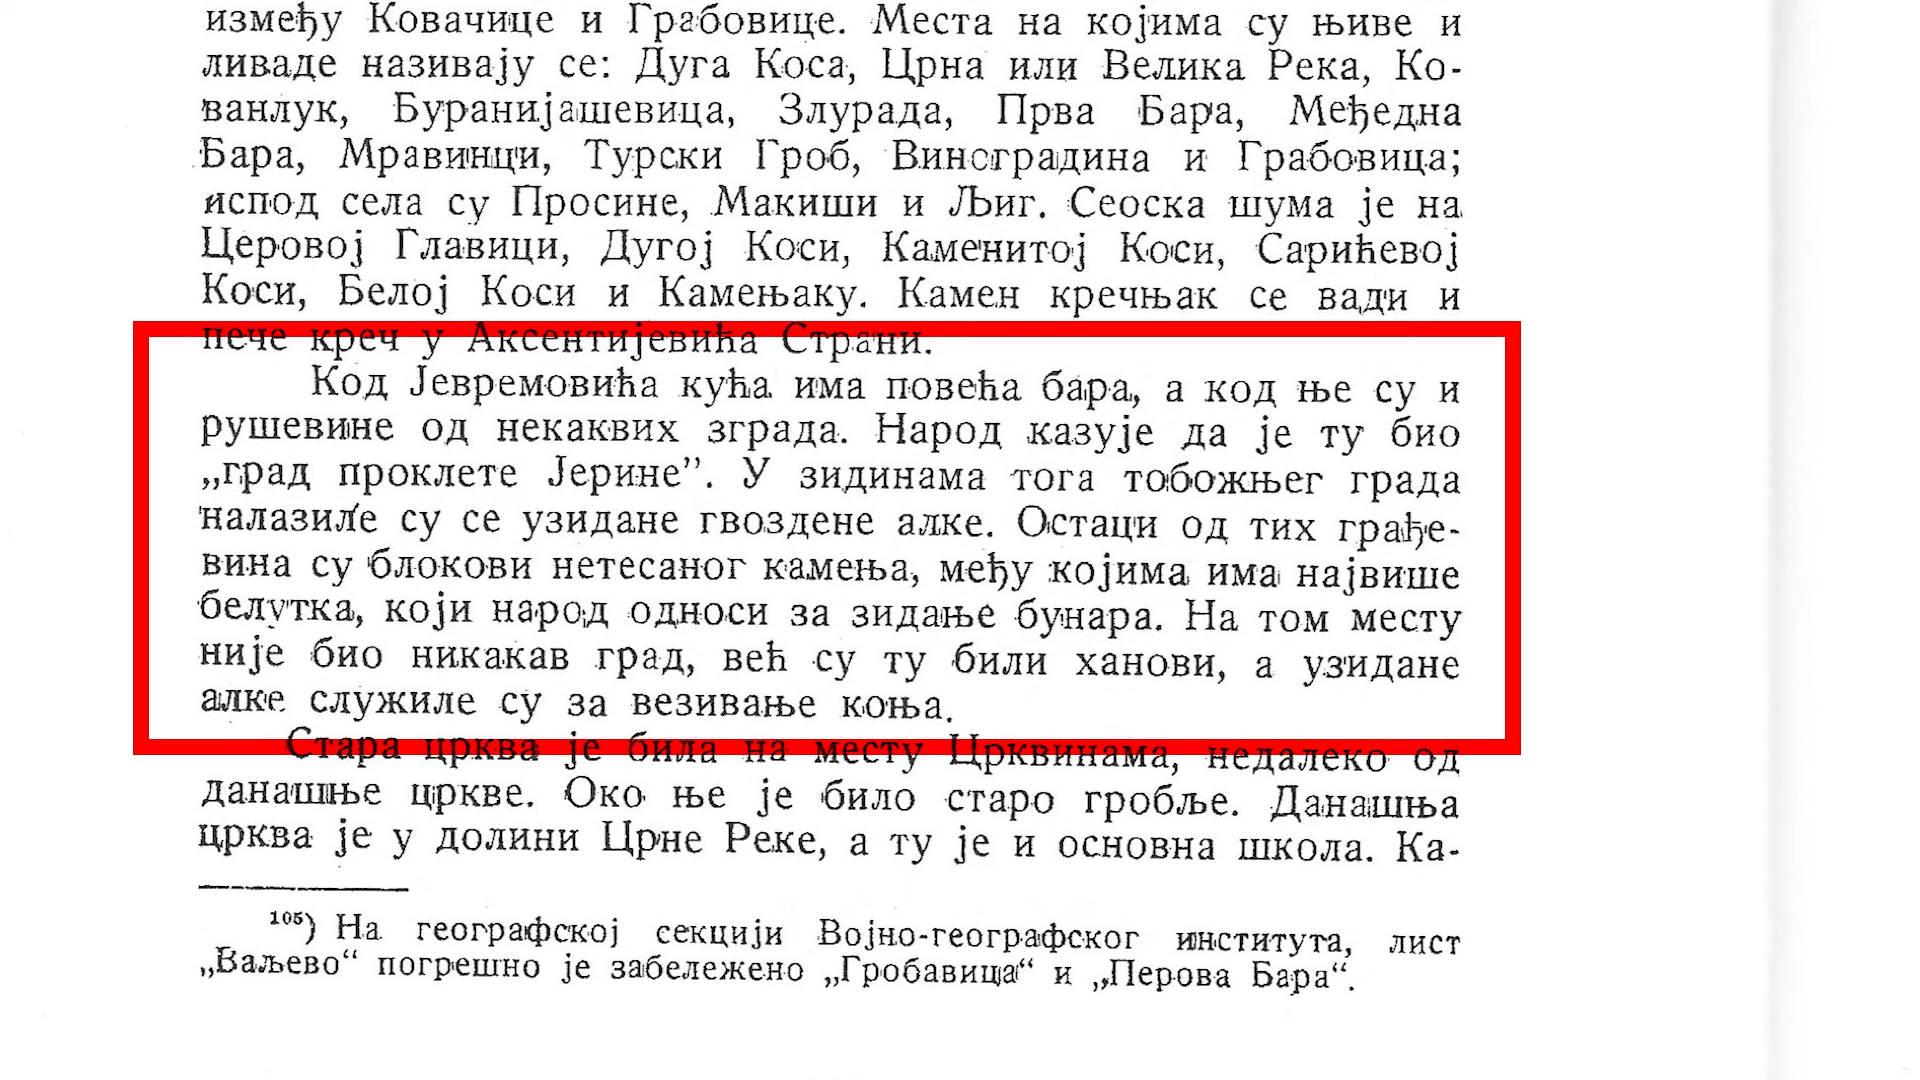 између Ковачице и Грабовице. Места на којима су њиве и
ливаде називају се: Дуга Коса, Црна или Велика Река, Ко-
ванлук, Буранијашевица, Злурада, Прва Бара, Међедна
Бара, Мравинци, Турски Гроб, Виноградина и Грабовица;
испод села су Просине, Макиши и Љиг. Сеоска шума је на
Церовој Главици, Дугој Коси, Каменитој Коси, Сарићевој
Коси, Белој Коси и Камењаку. Камен кречњак се вади и
пече креч у Аксентијевића Страни.
Код Јевремовића кућа има повећа бара, а код ње су и
рушевине од некаквих зграда. Народ казује да је ту био
„град проклете Јерине”. У зидинама тога тобожњег града
налазиле су се узидане гвоздене алке. Остаци од тих грађе-
вина су блокови нетесаног камења, међу којима има највише
белутка, који народ односи за зидање бунара. На том месту
није био никакав град, већ су ту били ханови, а узидане
алке служиле су за везивање коња.
Стара црква је била на месту Црквинама, недалеко од
данашње цркве. Око ње је било старо гробље. Данашња
црква је у долини Црне Реке, а ту је и основна школа. Ка-
105) На географској секцији Војно-географског института, лист
„Ваљево“ погрешно је забележено „Гробавица“ и „Перова Бара“.